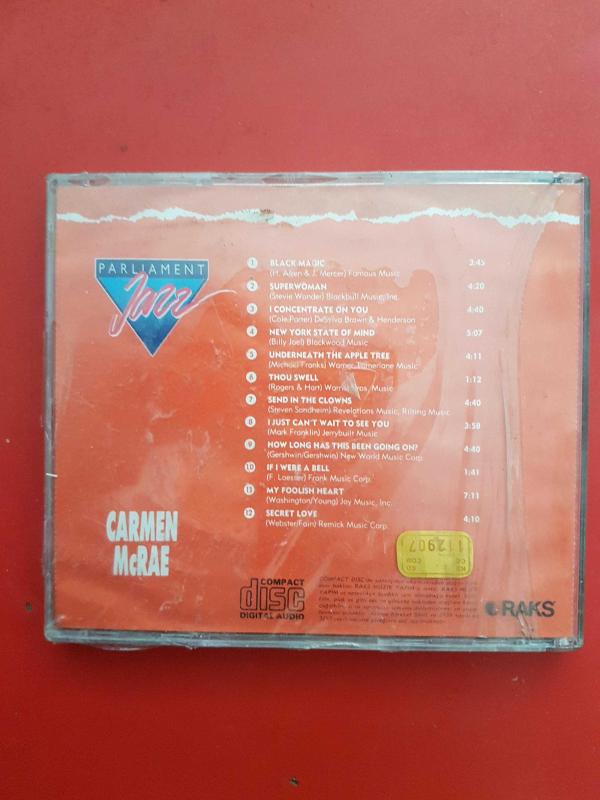 PARLIAMENT
Jazz
1 BLACK MAGIC 3:45
(H. Arlen & J. Mercer) Famous Music
2 SUPERWOMAN 4:20
(Stevie Wonder) Blackbull Music, Inc.
3 I CONCENTRATE ON YOU 4:40
(Cole Porter) DeSylva Brown & Henderson
4 NEW YORK STATE OF MIND 5:07
(Billy Joel) Blackwood Music
5 UNDERNEATH THE APPLE TREE 4:11
(Michael Franks) Warner Tamerlane Music
6 THOU SWELL 1:12
(Rogers & Hart) Warner Bros. Music
7 SEND IN THE CLOWNS 4:40
(Steven Sondheim) Revelations Music, Rilting Music
8 I JUST CAN'T WAIT TO SEE YOU 3:58
(Mark Franklin) Jerrybuilt Music
9 HOW LONG HAS THIS BEEN GOING ON? 4:40
(Gershwin/Gershwin) New World Music Corp.
10 IF I WERE A BELL 1:41
(F. Loesser) Frank Music Corp.
11 MY FOOLISH HEART 7:11
(Washington/Young) Joy Music, Inc.
12 SECRET LOVE 4:10
(Webster/Fain) Remick Music Corp.
CARMEN
McRAE
112907
COMPACT
disc
DIGITAL AUDIO
COMPACT DISC
RAKS